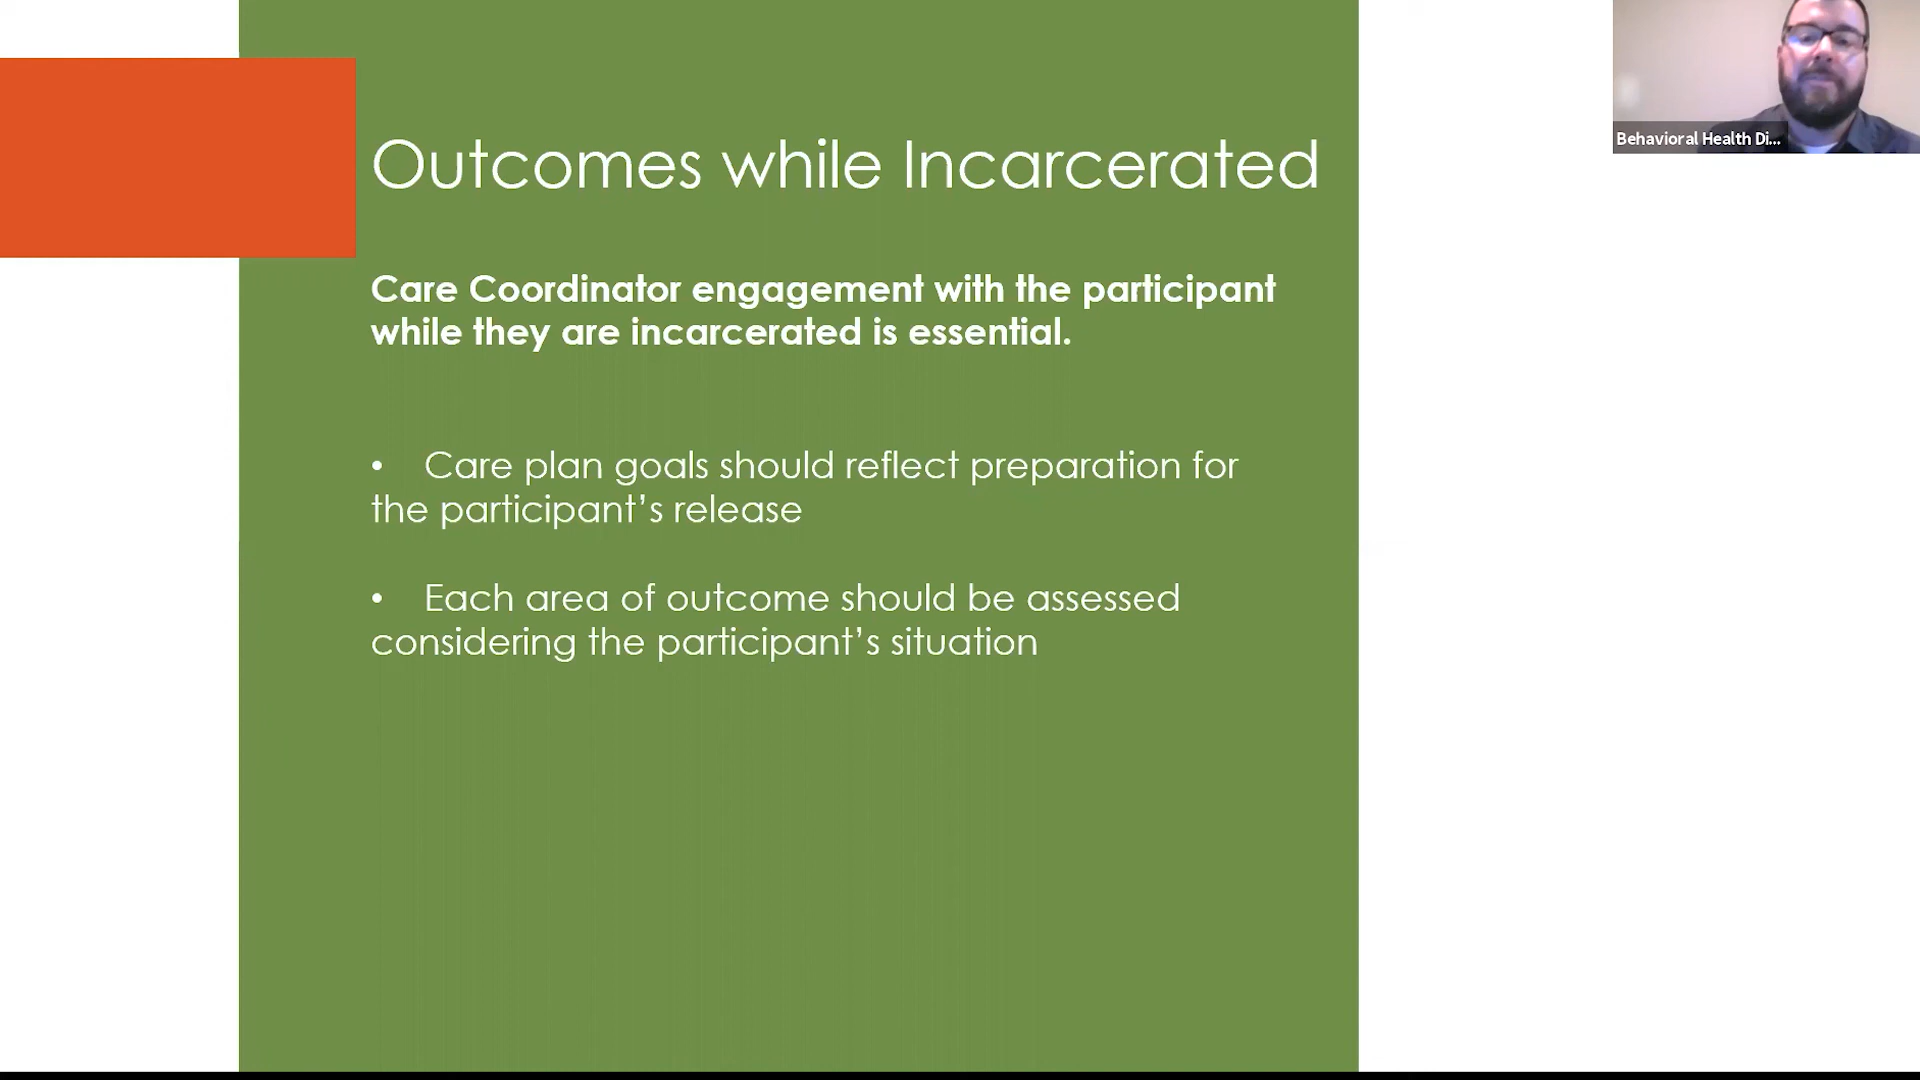 Outcomes while Incarcerated
Care Coordinator engagement with the participant
while they are incarcerated is essential.
• Care plan goals should reflect preparation for
the participant’s release
• Each area of outcome should be assessed
considering the participant’s situation
Behavioral Health Di...